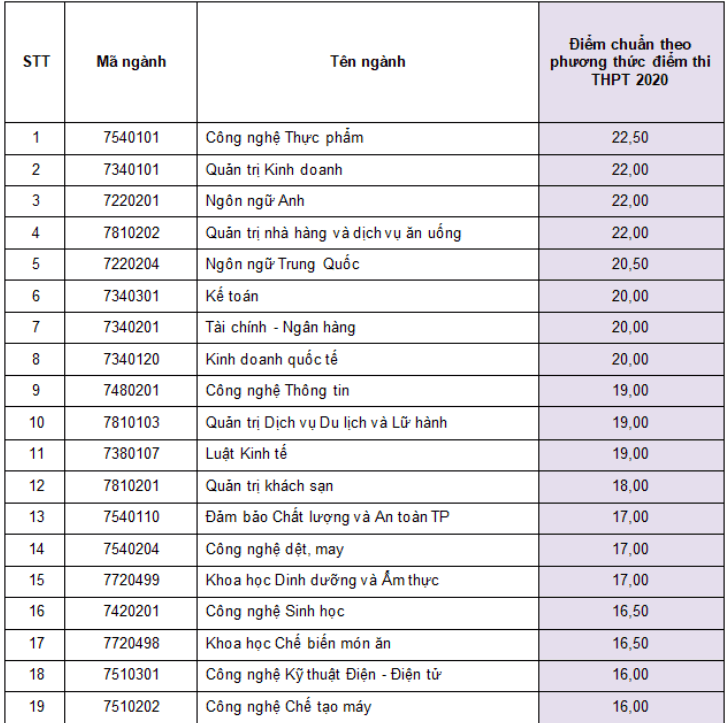 STT Mã ngành Tên ngành Điểm chuẩn theo
phương thức điểm thi
THPT 2020
1 7540101 Công nghệ Thực phẩm 22,50
2 7340101 Quản trị Kinh doanh 22,00
3 7220201 Ngôn ngữ Anh 22,00
4 7810202 Quản trị nhà hàng và dịch vụ ăn uống 22,00
5 7220204 Ngôn ngữ Trung Quốc 20,50
6 7340301 Kế toán 20,00
7 7340201 Tài chính - Ngân hàng 20,00
8 7340120 Kinh doanh quốc tế 20,00
9 7480201 Công nghệ Thông tin 19,00
10 7810103 Quản trị Dịch vụ Du lịch và Lữ hành 19,00
11 7380107 Luật Kinh tế 19,00
12 7810201 Quản trị khách sạn 18,00
13 7540110 Đảm bảo Chất lượng và An toàn TP 17,00
14 7540204 Công nghệ dệt, may 17,00
15 7720499 Khoa học Dinh dưỡng và Ẩm thực 17,00
16 7420201 Công nghệ Sinh học 16,50
17 7720498 Khoa học Chế biến món ăn 16,50
18 7510301 Công nghệ Kỹ thuật Điện - Điện tử 16,00
19 7510202 Công nghệ Chế tạo máy 16,00